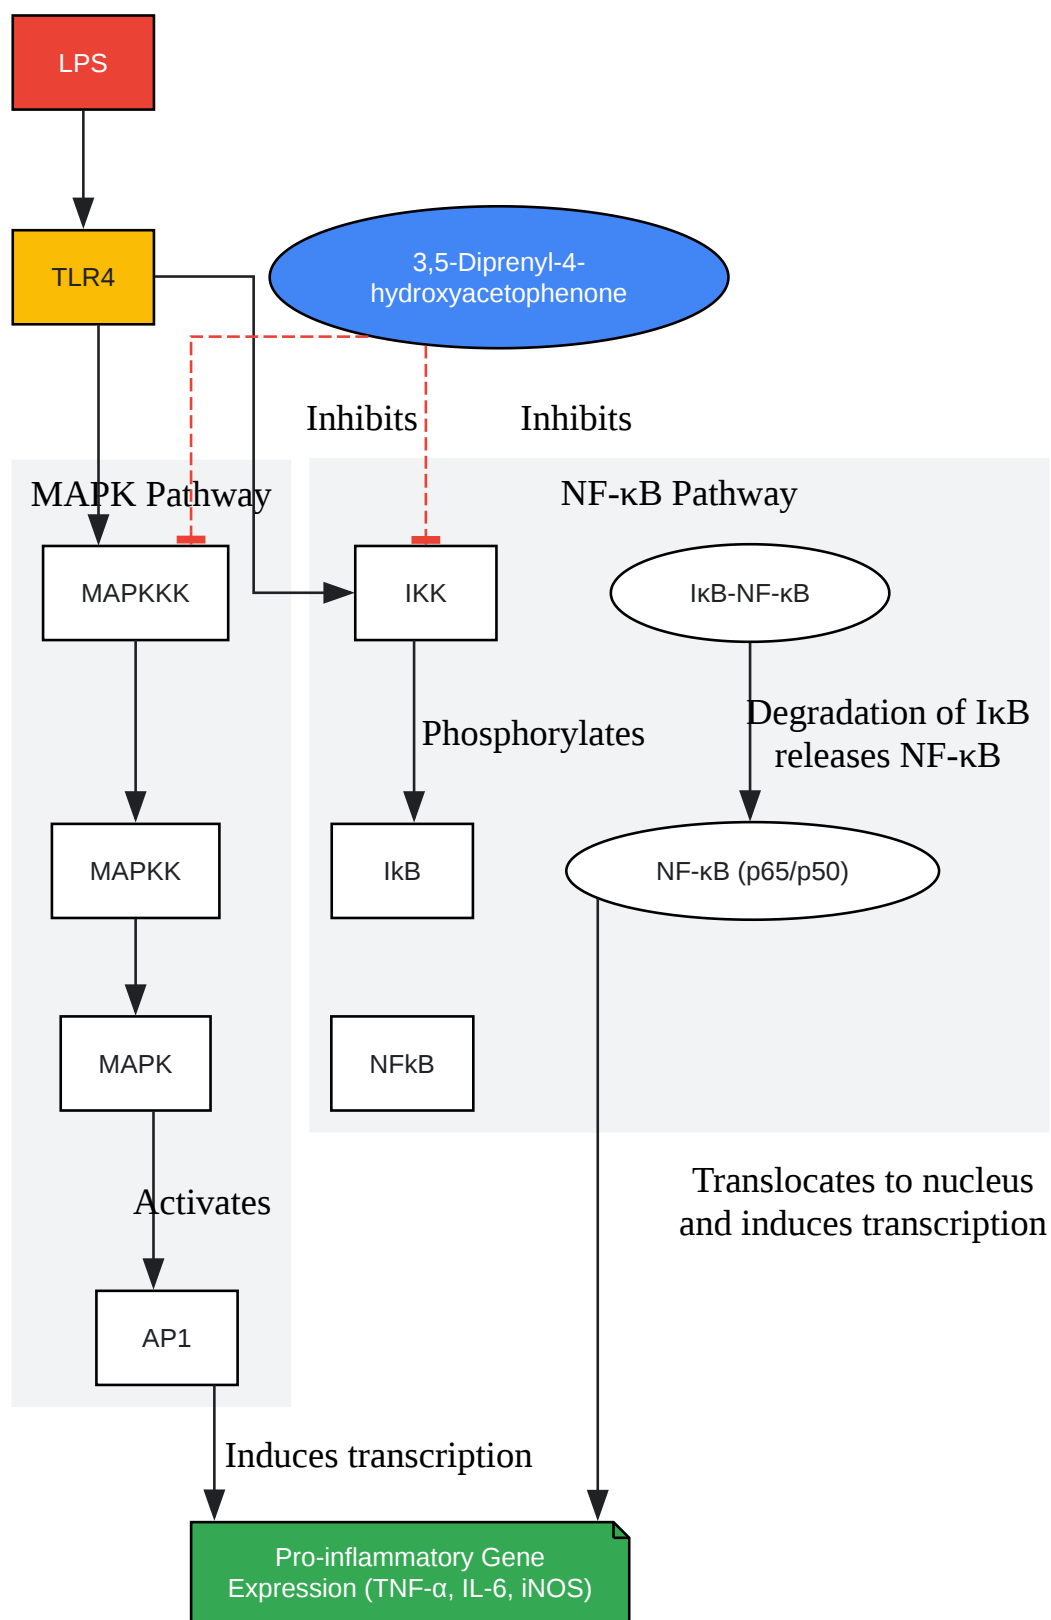 LPS
TLR4
3,5-Diprenyl-4-
hydroxyacetophenone
Inhibits
Inhibits
MAPK Pathway
NF-κB Pathway
MAPKKK
IKK
IκB-NF-κB
Phosphorylates
Degradation of IκB
releases NF-κB
MAPKK
IkB
NF-κB (p65/p50)
MAPK
NFkB
Activates
Translocates to nucleus
and induces transcription
AP1
Induces transcription
Pro-inflammatory Gene
Expression (TNF-α, IL-6, iNOS)